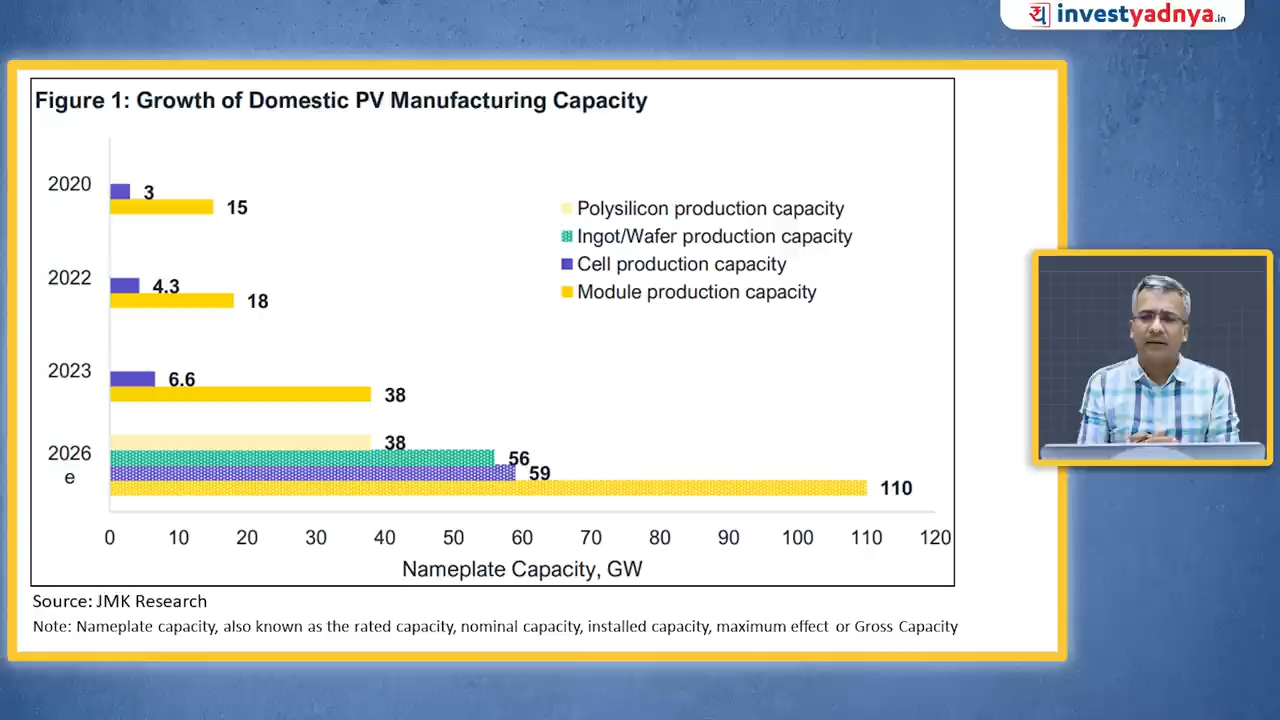 investyadnya.in
Figure 1: Growth of Domestic PV Manufacturing Capacity
2020
3
15
2022
4.3
18
2023
6.6
38
2026
e
38
56
59
110
Polysilicon production capacity
Ingot/Wafer production capacity
Cell production capacity
Module production capacity
0 10 20 30 40 50 60 70 80 90 100 110 120
Nameplate Capacity, GW
Source: JMK Research
Note: Nameplate capacity, also known as the rated capacity, nominal capacity, installed capacity, maximum effect or Gross Capacity